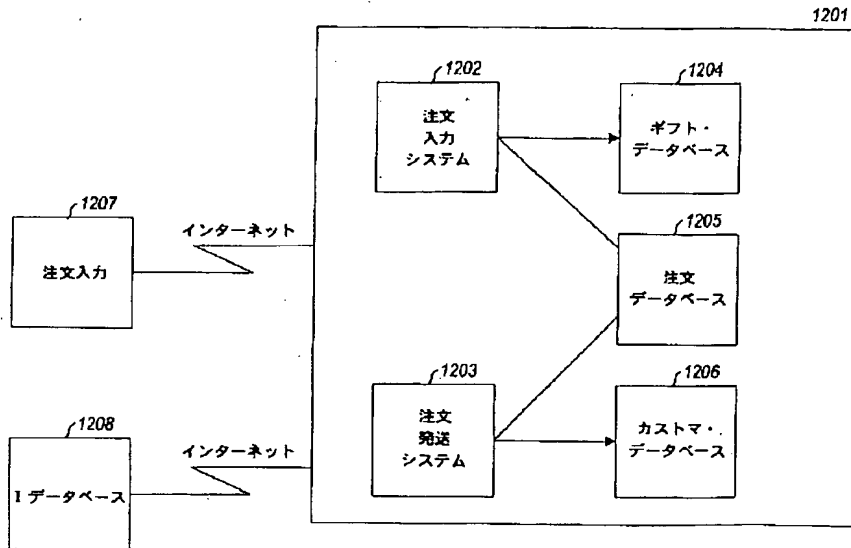 1201
1202
注文
入力
システム
1204
ギフト・
データベース
1207
注文入力
インターネット
1205
注文
データベース
1203
注文
発送
システム
1206
カストマ・
データベース
1208
I データベース
インターネット